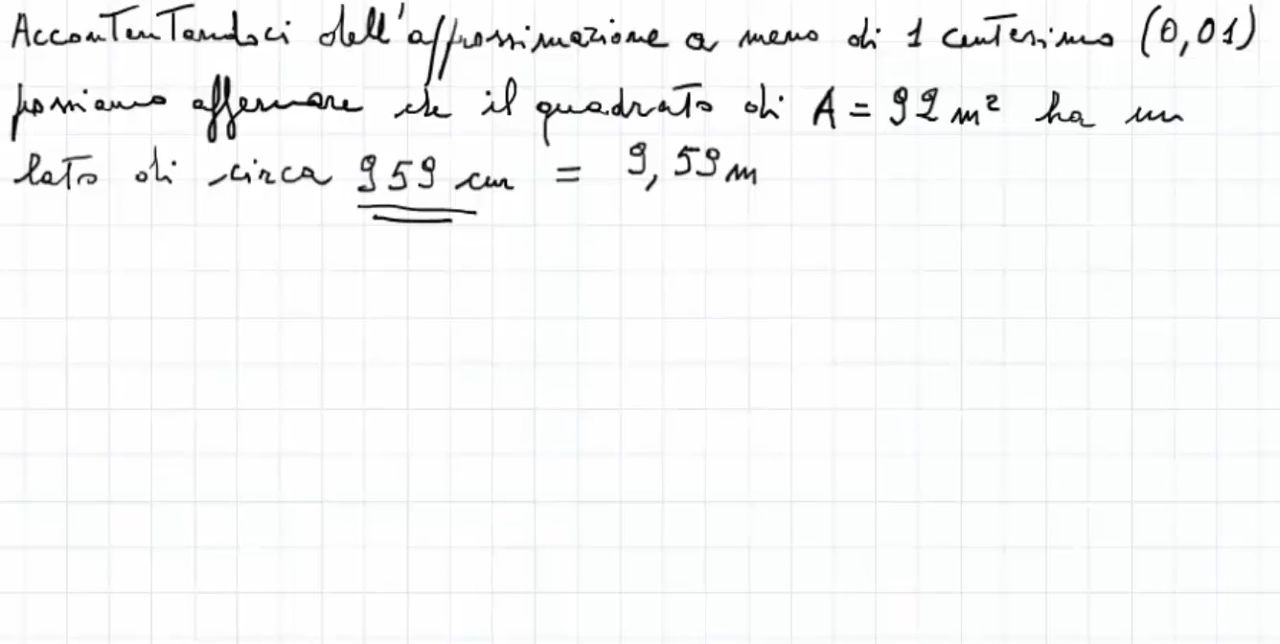 Accontentandoci dell'approssimazione a meno di 1 centesimo (0,01)
possiamo affermare che il quadrato di A = 92 m² ha un
lato di circa 959 cm = 9,59 m